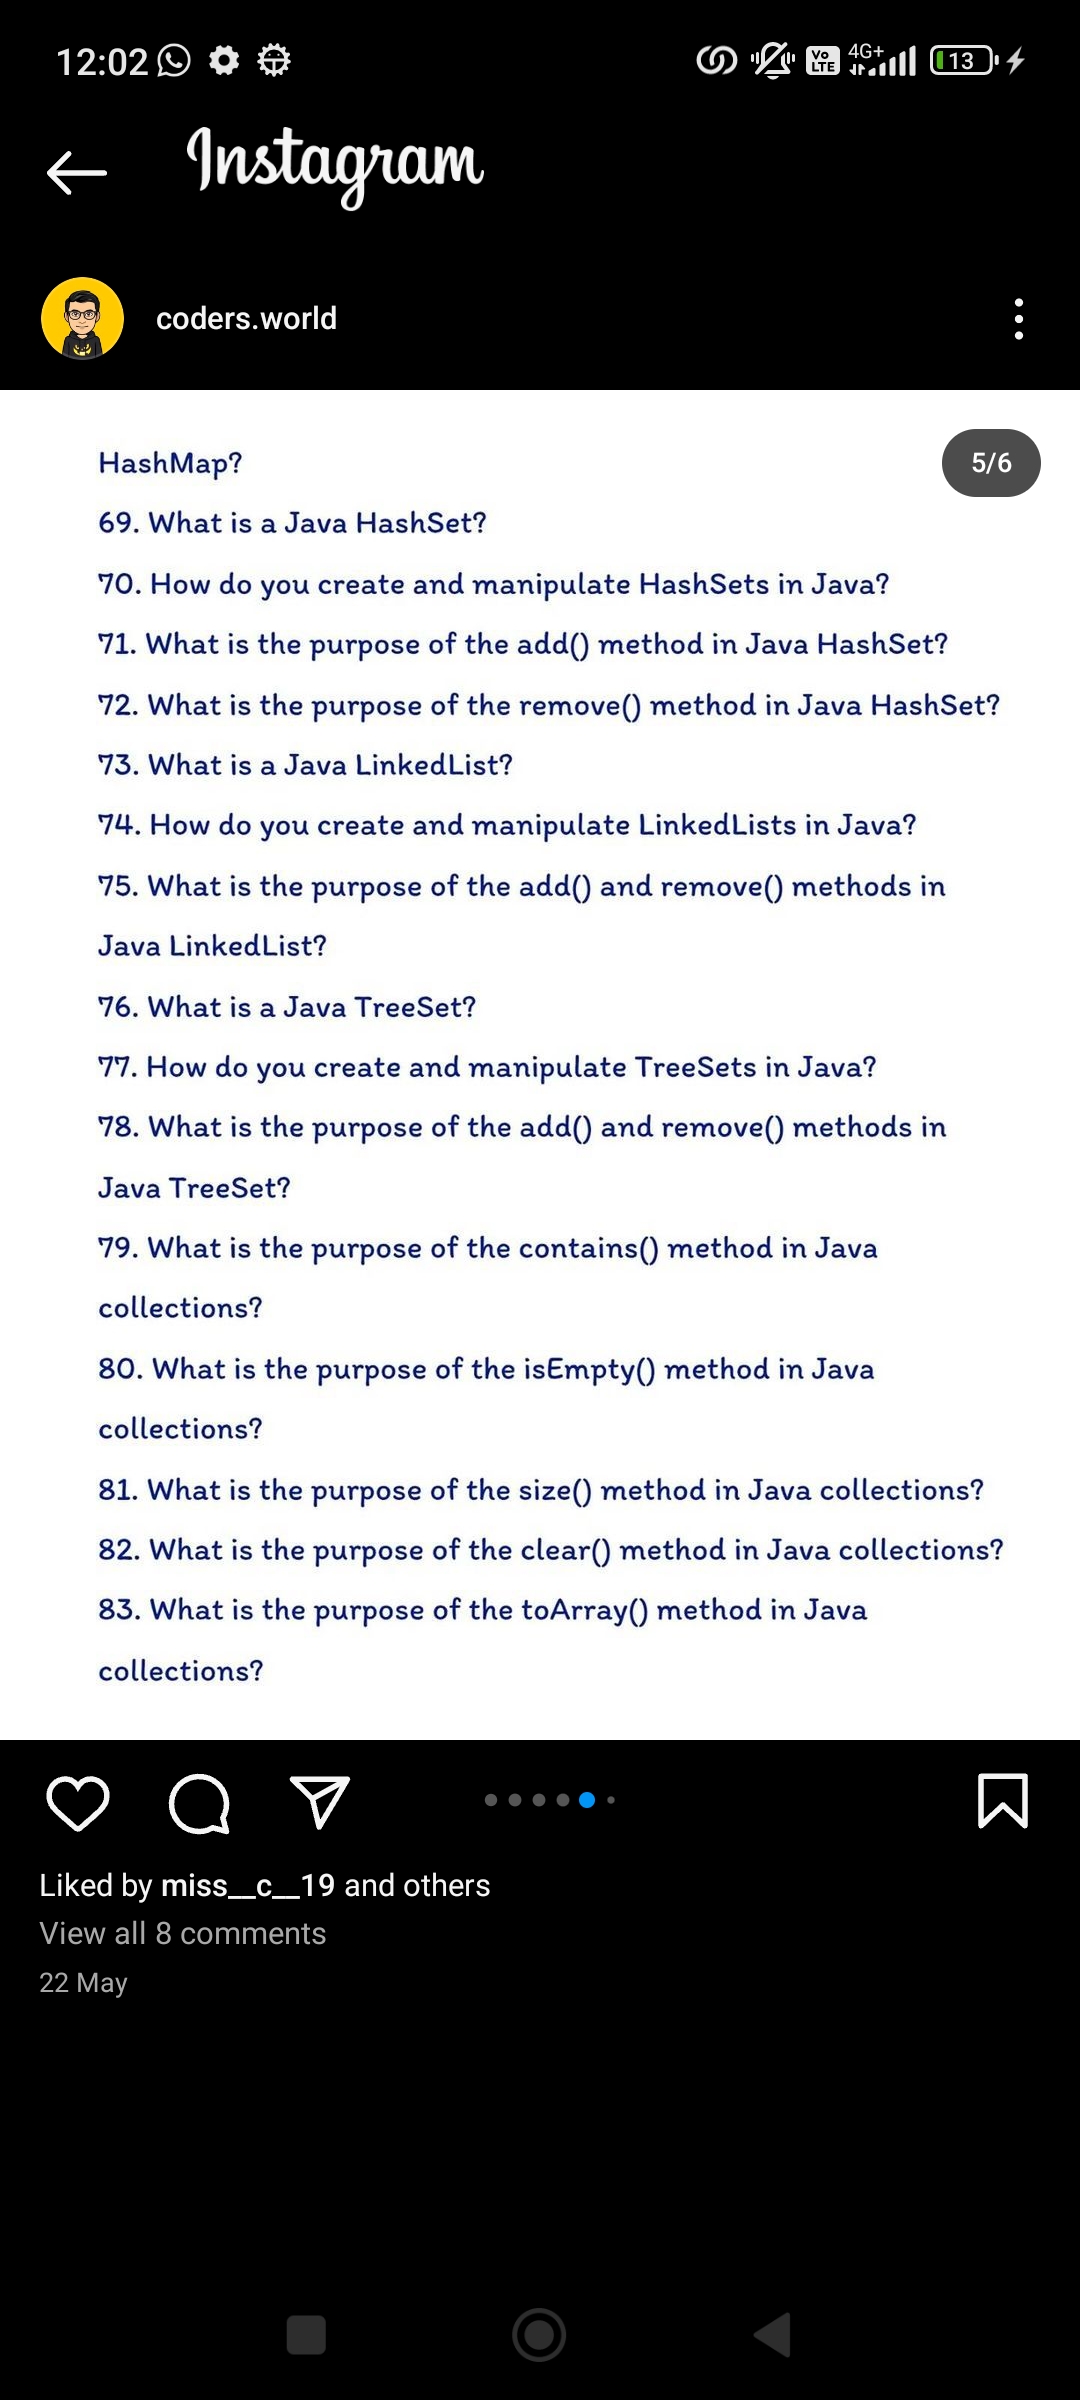 12:02
Vo LTE 4G+ 13
Instagram
coders.world
5/6
HashMap?
69. What is a Java HashSet?
70. How do you create and manipulate HashSets in Java?
71. What is the purpose of the add() method in Java HashSet?
72. What is the purpose of the remove() method in Java HashSet?
73. What is a Java LinkedList?
74. How do you create and manipulate LinkedLists in Java?
75. What is the purpose of the add() and remove() methods in
Java LinkedList?
76. What is a Java TreeSet?
77. How do you create and manipulate TreeSets in Java?
78. What is the purpose of the add() and remove() methods in
Java TreeSet?
79. What is the purpose of the contains() method in Java
collections?
80. What is the purpose of the isEmpty() method in Java
collections?
81. What is the purpose of the size() method in Java collections?
82. What is the purpose of the clear() method in Java collections?
83. What is the purpose of the toArray() method in Java
collections?
Liked by miss__c__19 and others
View all 8 comments
22 May